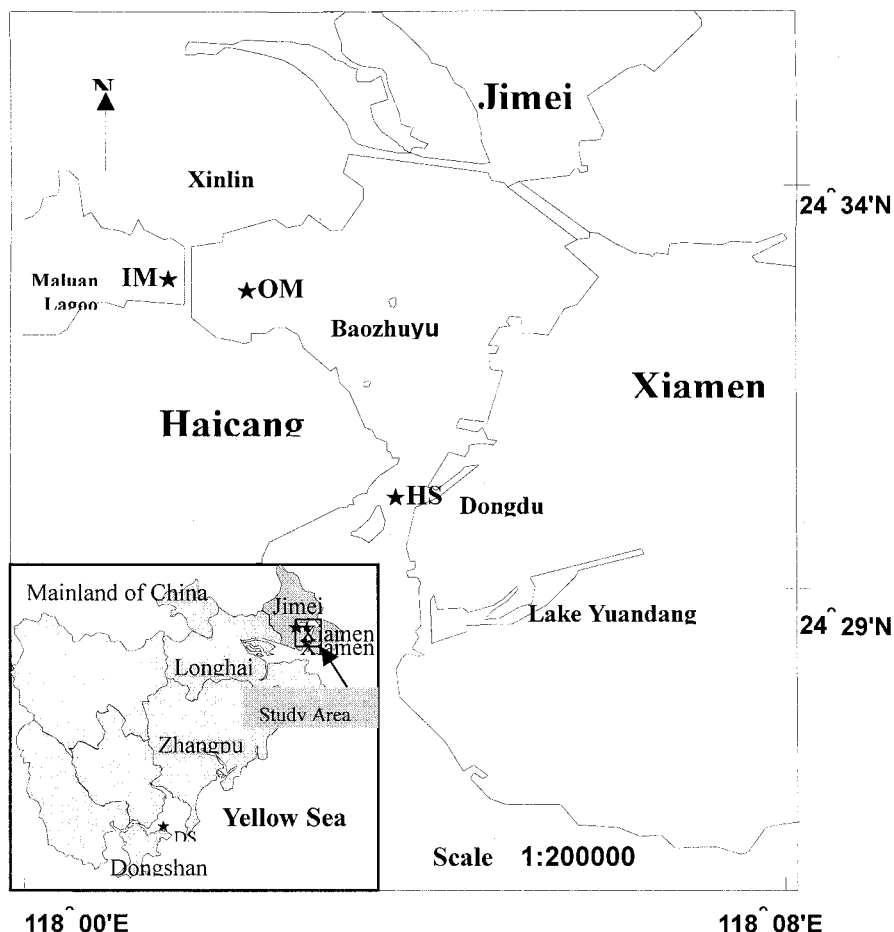 N
Jimei
Xinlin
24° 34'N
Maluan
Lagoo
IM
OM
Baozhuyu
Xiamen
Haicang
HS
Dongdu
Mainland of China
Jimei
Xiamen
Xiamen
Lake Yuandang
24° 29'N
Longhai
Study Area
Zhangpu
Yellow Sea
DS
Dongshan
Scale 1:200000
118° 00'E
118° 08'E